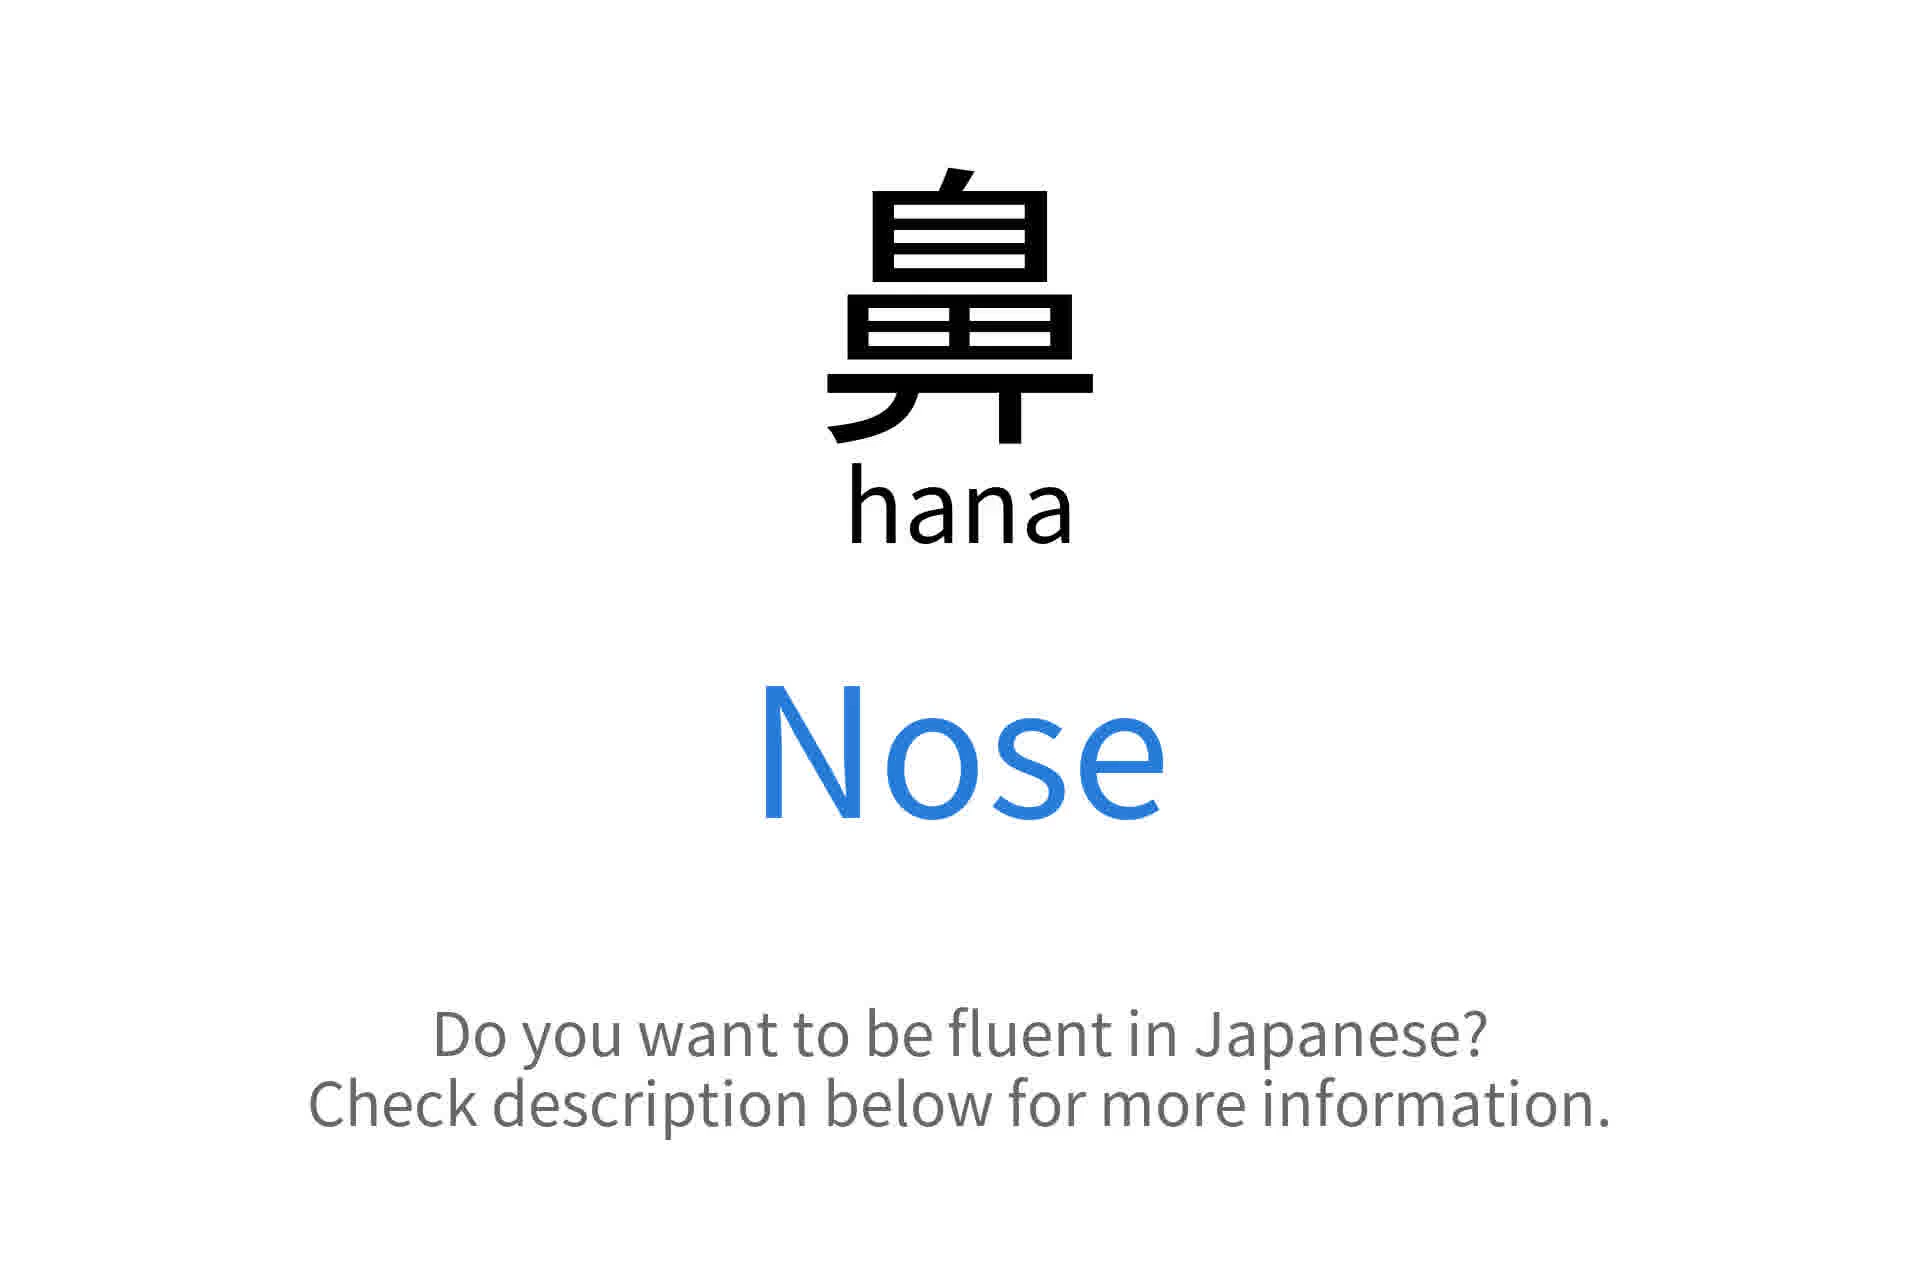 鼻
hana
Nose
Do you want to be fluent in Japanese?
Check description below for more information.